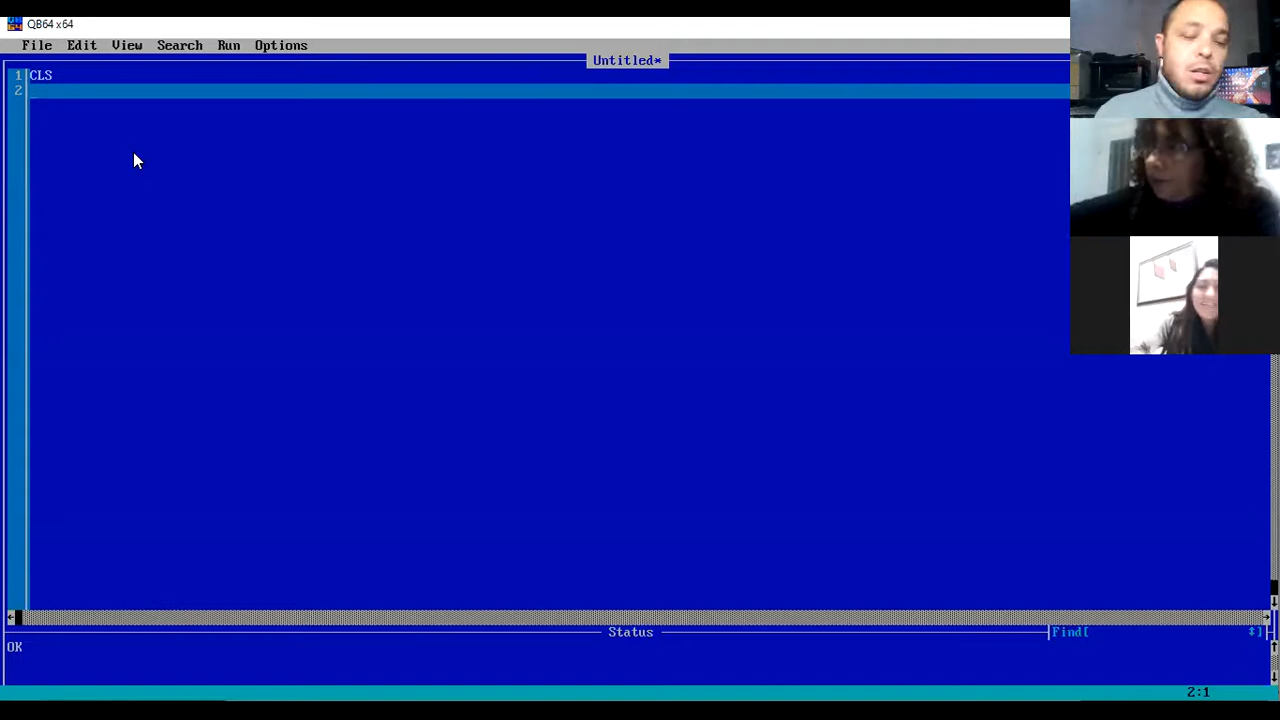 QB64 x64
File Edit View Search Run Options
Untitled*
1 CLS
2
Status
Find[ ]
OK
2:1